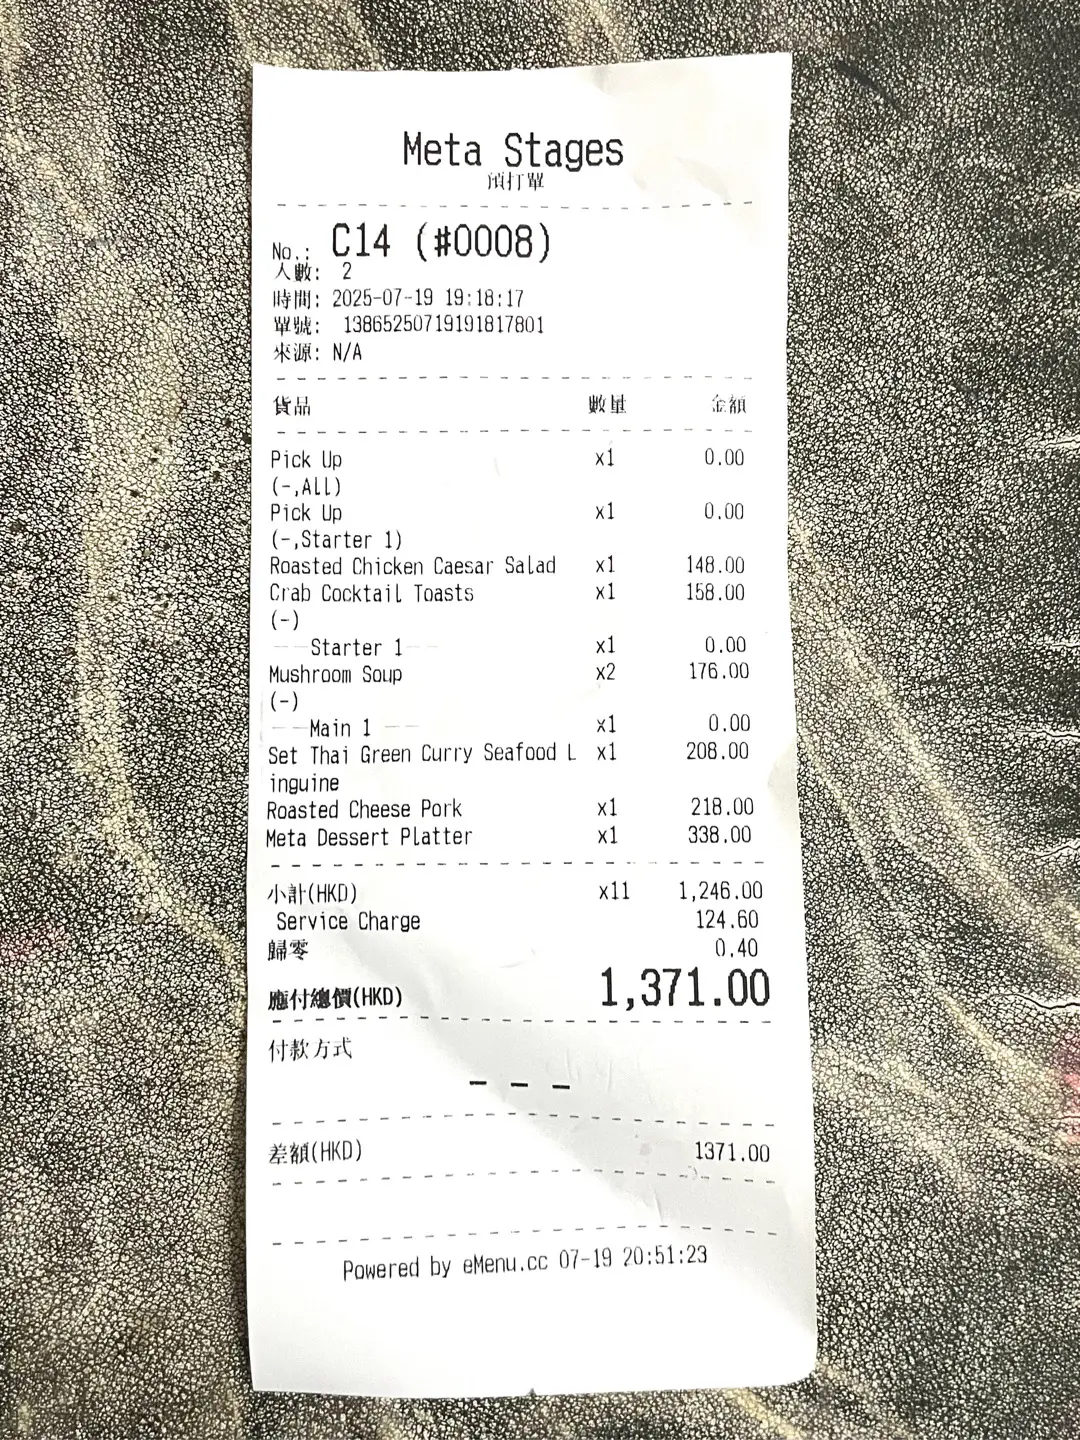 Meta Stages
預打單
No.: C14 (#0008)
人數: 2
時間: 2025-07-19 19:18:17
單號: 13865250719191817801
來源: N/A
貨品 數量 金額
Pick Up x1 0.00
(-,All)
Pick Up x1 0.00
(-,Starter 1)
Roasted Chicken Caesar Salad x1 148.00
Crab Cocktail Toasts x1 158.00
(-)
——Starter 1—— x1 0.00
Mushroom Soup x2 176.00
(-)
——Main 1 —— x1 0.00
Set Thai Green Curry Seafood L x1 208.00
inguine
Roasted Cheese Pork x1 218.00
Meta Dessert Platter x1 338.00
小計(HKD) x11 1,246.00
Service Charge 124.60
歸零 0.40
應付總價(HKD) 1,371.00
付款方式
– – –
差額(HKD) 1371.00
Powered by eMenu.cc 07-19 20:51:23